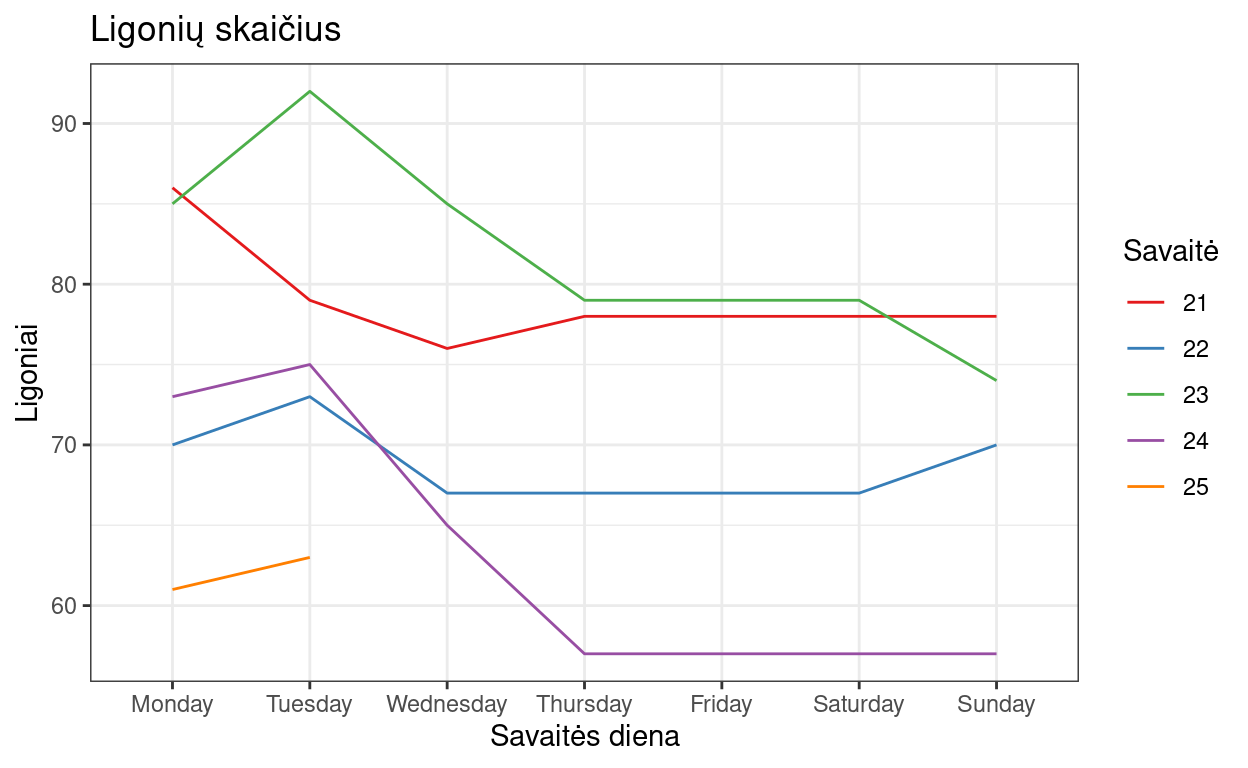 Ligonių skaičius
90
80
70
60
Ligoniai
Monday Tuesday Wednesday Thursday Friday Saturday Sunday
Savaitės diena
Savaitė
21
22
23
24
25